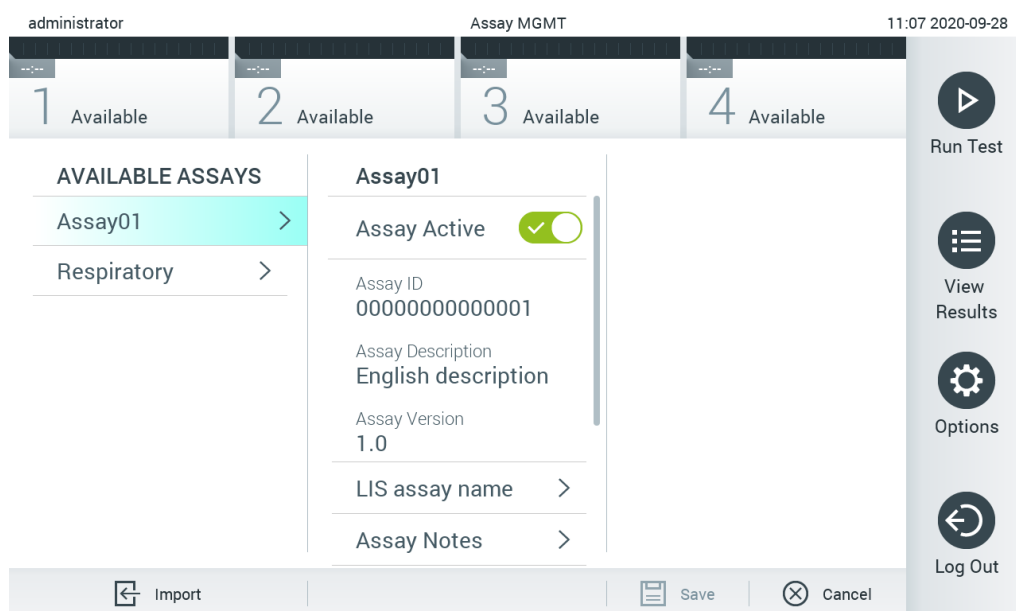 administrator
Assay MGMT
11:07 2020-09-28
--:--
--:--
--:--
--:--
1 Available
2 Available
3 Available
4 Available
Run Test
View
Results
Options
Log Out
AVAILABLE ASSAYS
Assay01
Respiratory
Assay01
Assay Active
Assay ID
00000000000001
Assay Description
English description
Assay Version
1.0
LIS assay name
Assay Notes
Import
Save
Cancel